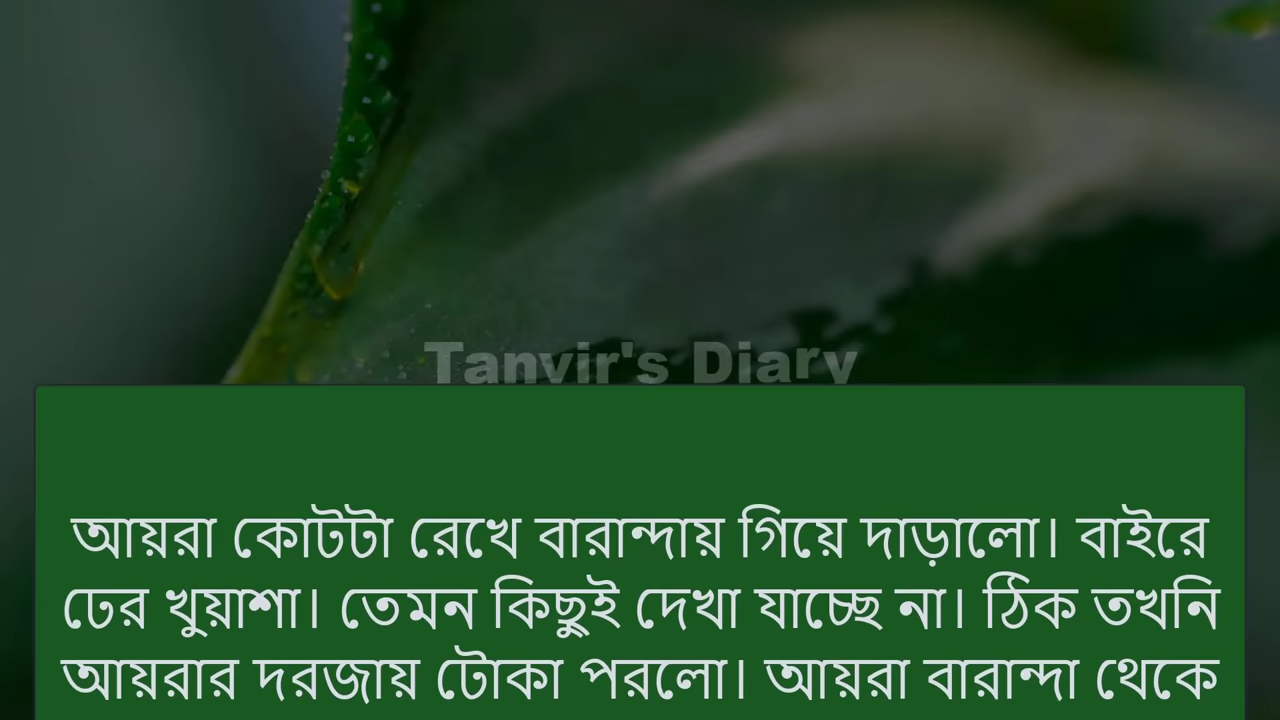 Tanvir's Diary
আয়রা কোটটা রেখে বারান্দায় গিয়ে দাড়ালো। বাইরে
ঢের খুয়াশা। তেমন কিছুই দেখা যাচ্ছে না। ঠিক তখনি
আয়রার দরজায় টোকা পরলো। আয়রা বারান্দা থেকে